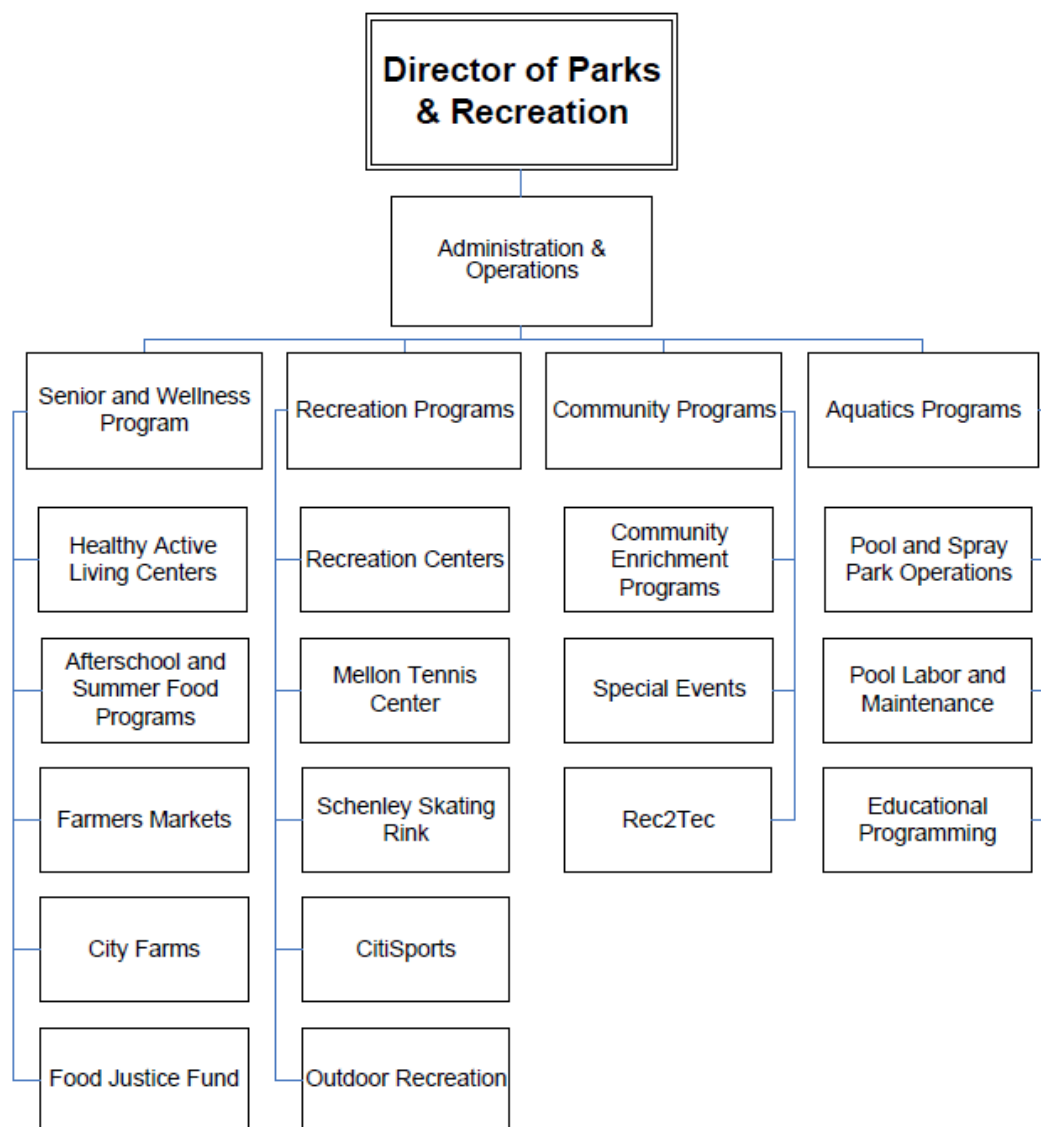 Director of Parks
& Recreation
Administration &
Operations
Senior and Wellness
Program
Recreation Programs
Community Programs
Aquatics Programs
Healthy Active
Living Centers
Recreation Centers
Community
Enrichment
Programs
Pool and Spray
Park Operations
Afterschool and
Summer Food
Programs
Mellon Tennis
Center
Special Events
Pool Labor and
Maintenance
Farmers Markets
Schenley Skating
Rink
Rec2Tec
Educational
Programming
City Farms
CitiSports
Food Justice Fund
Outdoor Recreation